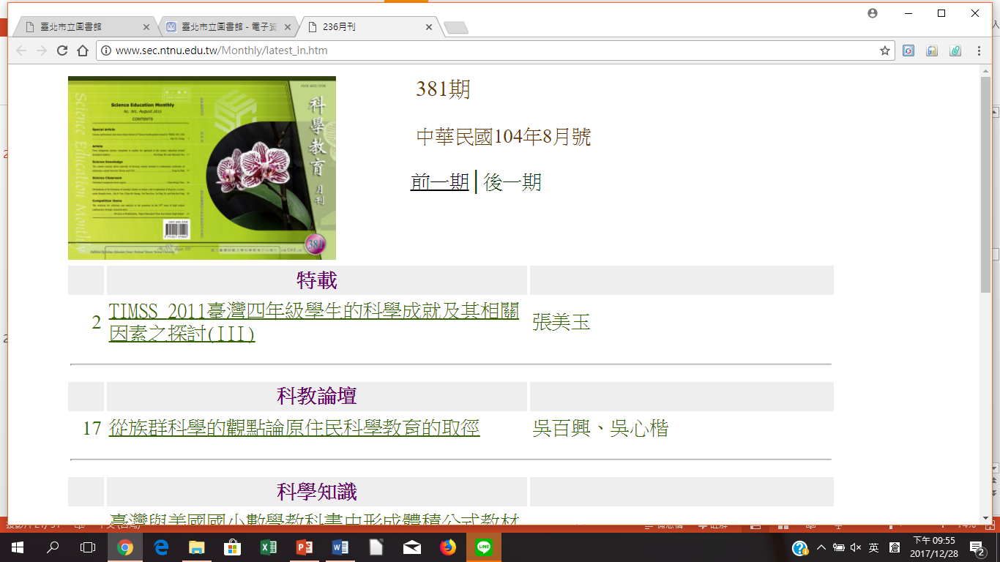 臺北市立圖書館
臺北市立圖書館 - 電子資
236月刊
www.sec.ntnu.edu.tw/Monthly/latest_in.htm
Science Education Monthly
No. 381, August 2015
CONTENTS
Special Article
Article
Science Knowledge
Science Classroom
Competition Items
Science Education Monthly
科學教育
月刊
381
381期
中華民國104年8月號
前一期|後一期
特載
2 TIMSS 2011臺灣四年級學生的科學成就及其相關
因素之探討(III)
張美玉
科教論壇
17 從族群科學的觀點論原住民科學教育的取徑 吳百興、吳心楷
科學知識
臺灣與美國國小數學教科書中形成體積公式教材
英
倉
下午 09:55
2017/12/28
2
LINE